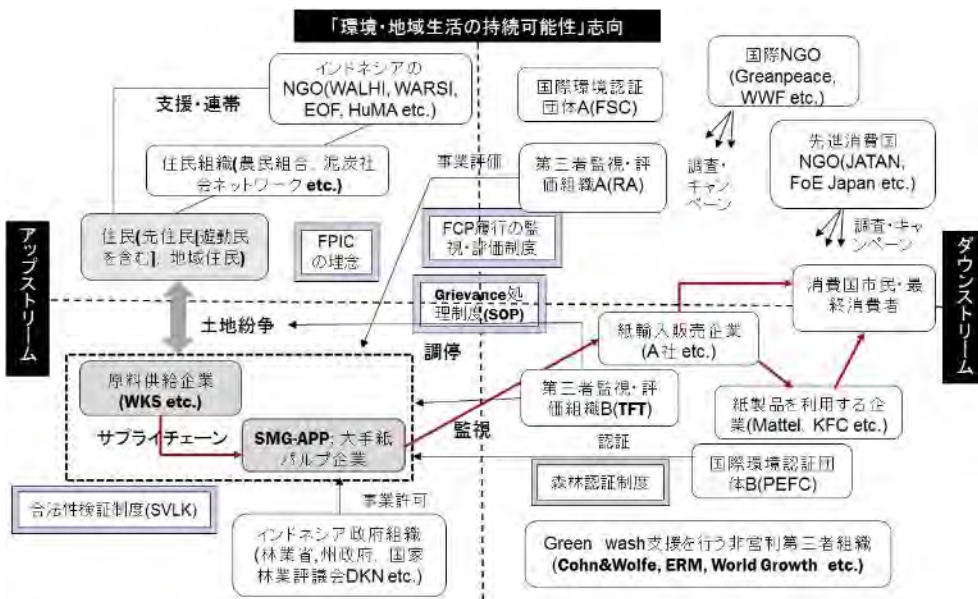 「環境・地域生活の持続可能性」志向
インドネシアの
NGO(WALHI, WARSI,
EOF, HuMA etc.)
支援・連帯
国際環境認証
団体A(FSC)
国際NGO
(Greanpeace,
WWF etc.)
住民組織(農民組合、泥炭社
会ネットワークetc.)
事業評価
第三者監視・評
価組織A(RA)
調査・
キャン
ペーン
先進消費国
NGO(JATAN,
FoE Japan etc.)
アップストリーム
住民(先住民[遊動民
を含む]、地域住民)
FPIC
の理念
FCP履行の監
視・評価制度
調査・キャ
ンペーン
ダウンストリーム
Grievance処
理制度(SOP)
消費国市民・最
終消費者
土地紛争
調停
紙輸入販売企業
(A社 etc.)
原料供給企業
(WKS etc.)
サプライチェーン
SMG-APP：大手紙
パルプ企業
監視
第三者監視・評
価組織B(TFT)
紙製品を利用する企
業(Mattel、KFC etc.)
認証
国際環境認証団
体B(PEFC)
森林認証制度
合法性検証制度(SVLK)
事業許可
インドネシア政府組織
(林業省,州政府、国家
林業評議会DKN etc.)
Green wash支援を行う非営利第三者組織
(Cohn&Wolfe, ERM, World Growth etc.)